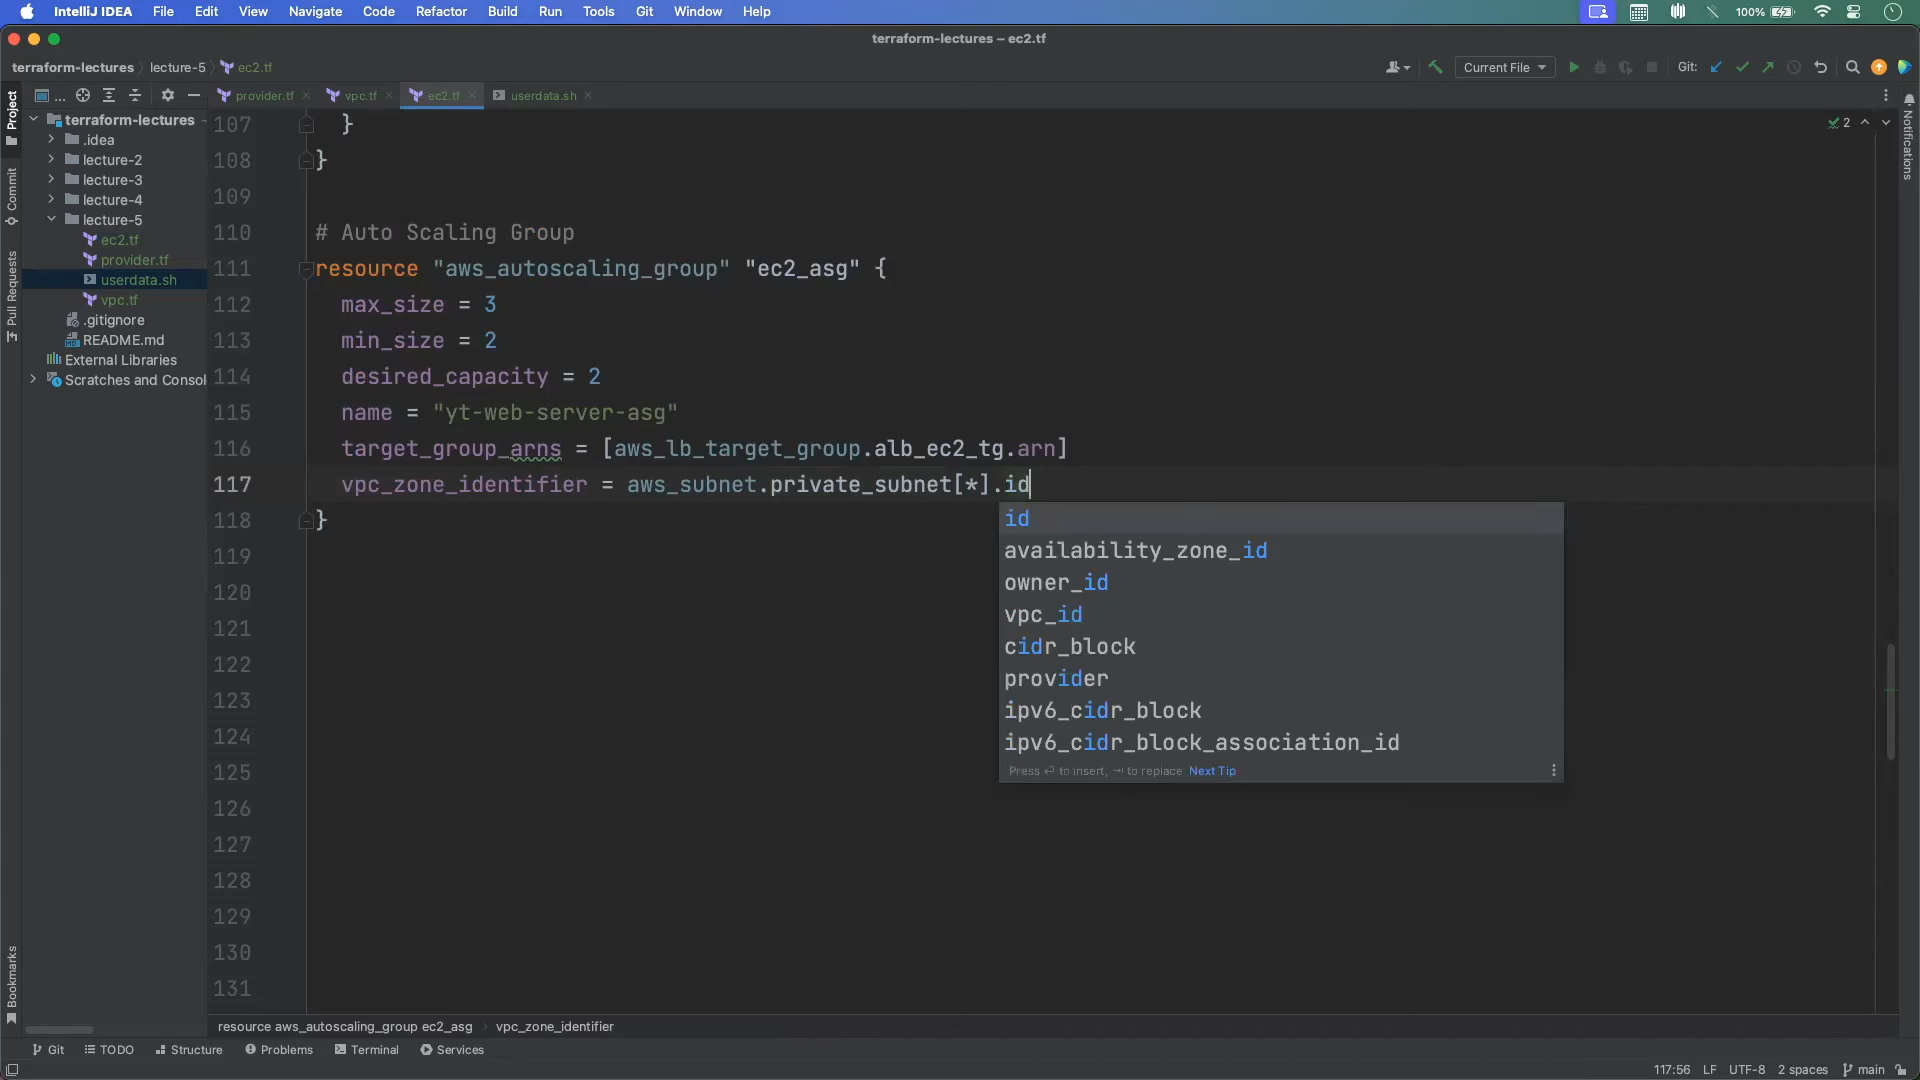 IntelliJ IDEA File Edit View Navigate Code Refactor Build Run Tools Git Window Help 100%
terraform-lectures – ec2.tf
terraform-lectures lecture-5 ec2.tf Current File Git:
Project
Commit
Pull Requests
Bookmarks
Notifications
... provider.tf vpc.tf ec2.tf userdata.sh
terraform-lectures
.idea
lecture-2
lecture-3
lecture-4
lecture-5
ec2.tf
provider.tf
userdata.sh
vpc.tf
.gitignore
README.md
External Libraries
Scratches and Consol
2
107 }
108 }
109
110 # Auto Scaling Group
111 resource "aws_autoscaling_group" "ec2_asg" {
112 max_size = 3
113 min_size = 2
114 desired_capacity = 2
115 name = "yt-web-server-asg"
116 target_group_arns = [aws_lb_target_group.alb_ec2_tg.arn]
117 vpc_zone_identifier = aws_subnet.private_subnet[*].id
118 }
119
120
121
122
123
124
125
126
127
128
129
130
131
id
availability_zone_id
owner_id
vpc_id
cidr_block
provider
ipv6_cidr_block
ipv6_cidr_block_association_id
Press ⏎ to insert, ⇥ to replace Next Tip
resource aws_autoscaling_group ec2_asg › vpc_zone_identifier
Git TODO Structure Problems Terminal Services
117:56 LF UTF-8 2 spaces main